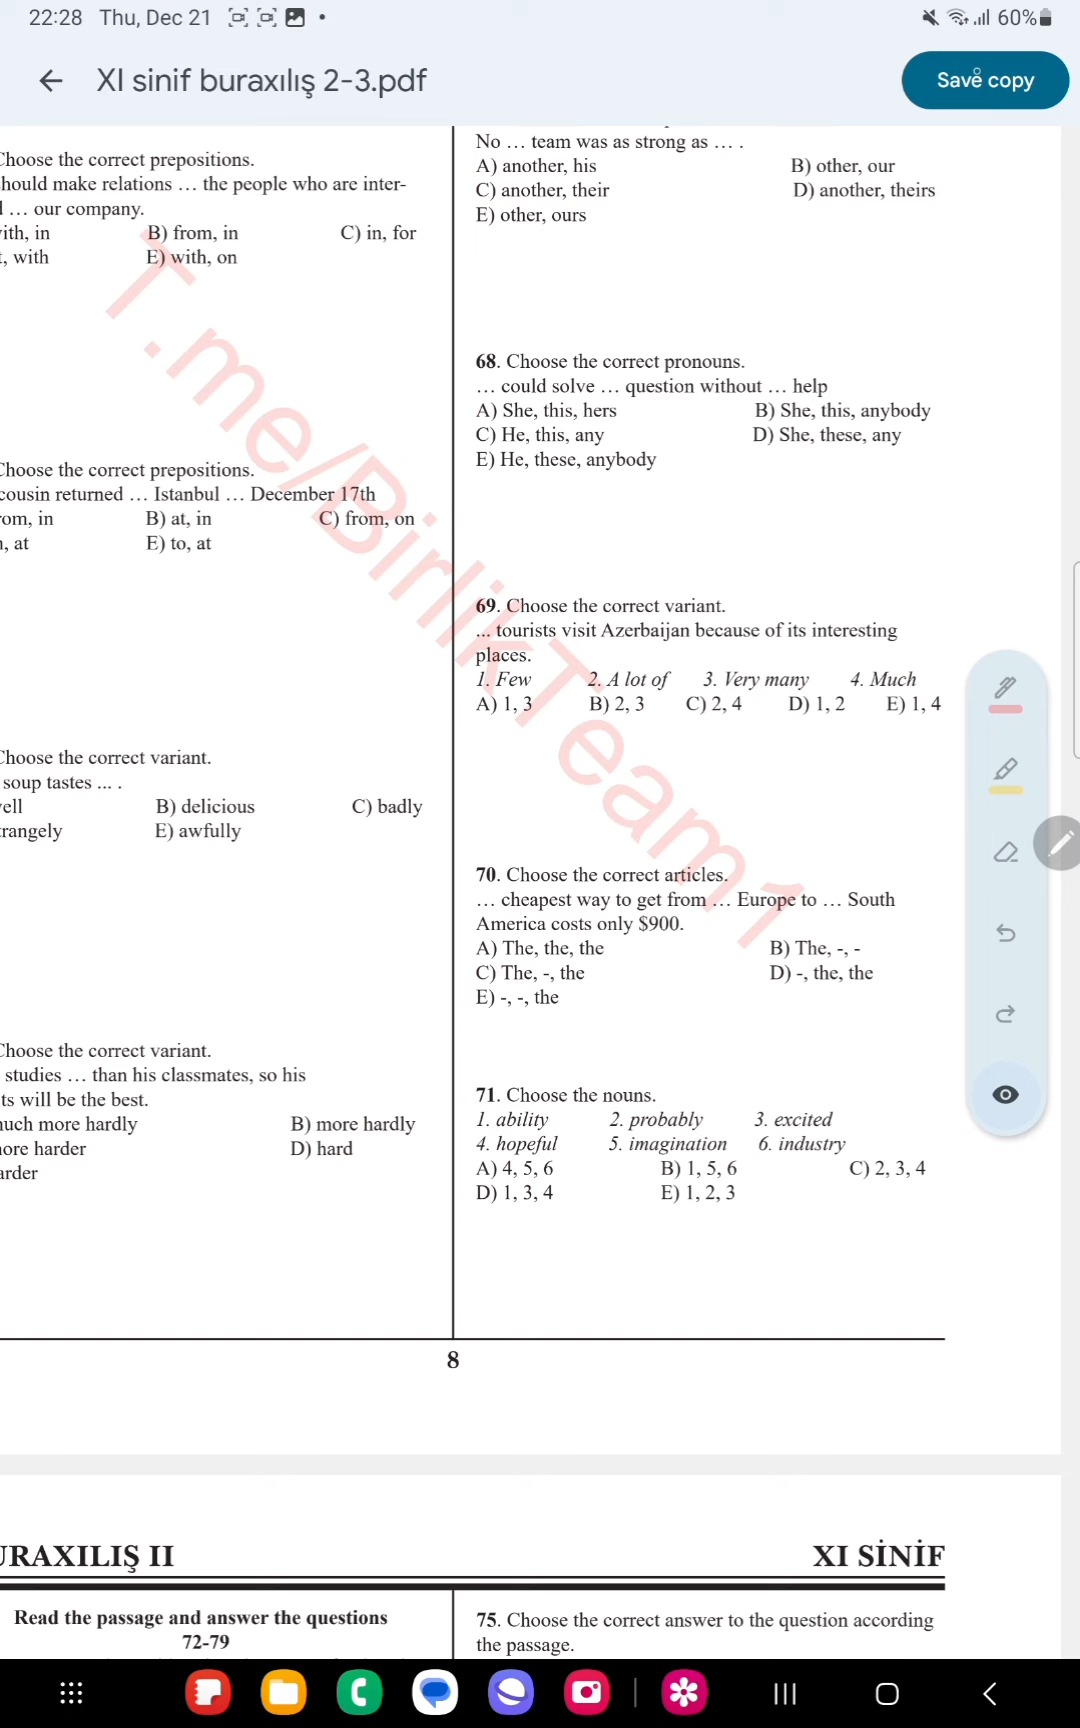 22:28 Thu, Dec 21 • 60%
XI sinif buraxılış 2-3.pdf
Save copy
Choose the correct prepositions.
hould make relations … the people who are inter-
… our company.
ith, in B) from, in C) in, for
, with E) with, on
Choose the correct prepositions.
cousin returned … Istanbul … December 17th
om, in B) at, in C) from, on
, at E) to, at
Choose the correct variant.
soup tastes ... .
ell B) delicious C) badly
trangely E) awfully
Choose the correct variant.
studies … than his classmates, so his
ts will be the best.
uch more hardly B) more hardly
ore harder D) hard
arder
No … team was as strong as … .
A) another, his B) other, our
C) another, their D) another, theirs
E) other, ours
68. Choose the correct pronouns.
… could solve … question without … help
A) She, this, hers B) She, this, anybody
C) He, this, any D) She, these, any
E) He, these, anybody
69. Choose the correct variant.
... tourists visit Azerbaijan because of its interesting
places.
1. Few 2. A lot of 3. Very many 4. Much
A) 1, 3 B) 2, 3 C) 2, 4 D) 1, 2 E) 1, 4
70. Choose the correct articles.
… cheapest way to get from … Europe to … South
America costs only $900.
A) The, the, the B) The, -, -
C) The, -, the D) -, the, the
E) -, -, the
71. Choose the nouns.
1. ability 2. probably 3. excited
4. hopeful 5. imagination 6. industry
A) 4, 5, 6 B) 1, 5, 6 C) 2, 3, 4
D) 1, 3, 4 E) 1, 2, 3
T.me/BirlikTeam1
8
URAXILIŞ II XI SİNİF
Read the passage and answer the questions
72-79
75. Choose the correct answer to the question according
the passage.